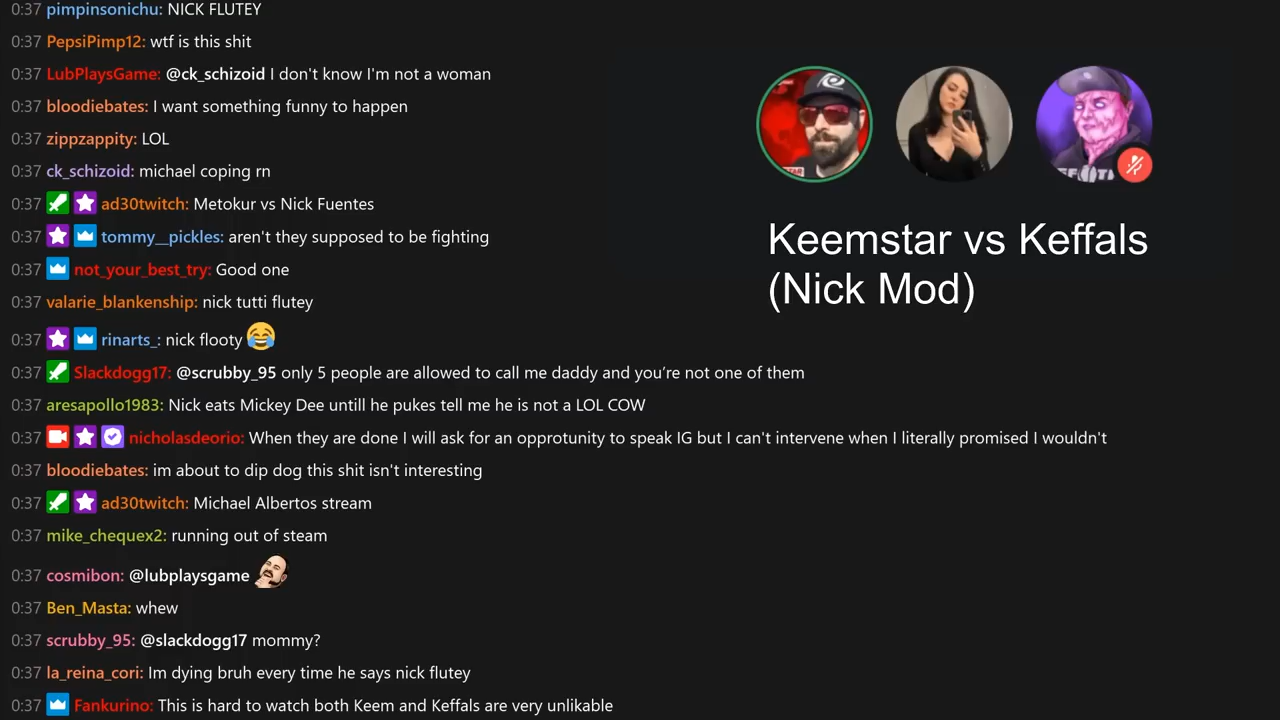 0:37 pimpinsonichu: NICK FLUTEY
0:37 PepsiPimp12: wtf is this shit
0:37 LubPlaysGame: @ck_schizoid I don't know I'm not a woman
0:37 bloodiebates: I want something funny to happen
0:37 zippzappity: LOL
0:37 ck_schizoid: michael coping rn
0:37 ad30twitch: Metokur vs Nick Fuentes
0:37 tommy__pickles: aren't they supposed to be fighting
0:37 not_your_best_try: Good one
0:37 valarie_blankenship: nick tutti flutey
0:37 rinarts_: nick flooty 😂
0:37 Slackdogg17: @scrubby_95 only 5 people are allowed to call me daddy and you’re not one of them
0:37 aresapollo1983: Nick eats Mickey Dee untill he pukes tell me he is not a LOL COW
0:37 nicholasdeorio: When they are done I will ask for an opprotunity to speak IG but I can't intervene when I literally promised I wouldn't
0:37 bloodiebates: im about to dip dog this shit isn't interesting
0:37 ad30twitch: Michael Albertos stream
0:37 mike_chequex2: running out of steam
0:37 cosmibon: @lubplaysgame
0:37 Ben_Masta: whew
0:37 scrubby_95: @slackdogg17 mommy?
0:37 la_reina_cori: Im dying bruh every time he says nick flutey
0:37 Fankurino: This is hard to watch both Keem and Keffals are very unlikable
Keemstar vs Keffals
(Nick Mod)